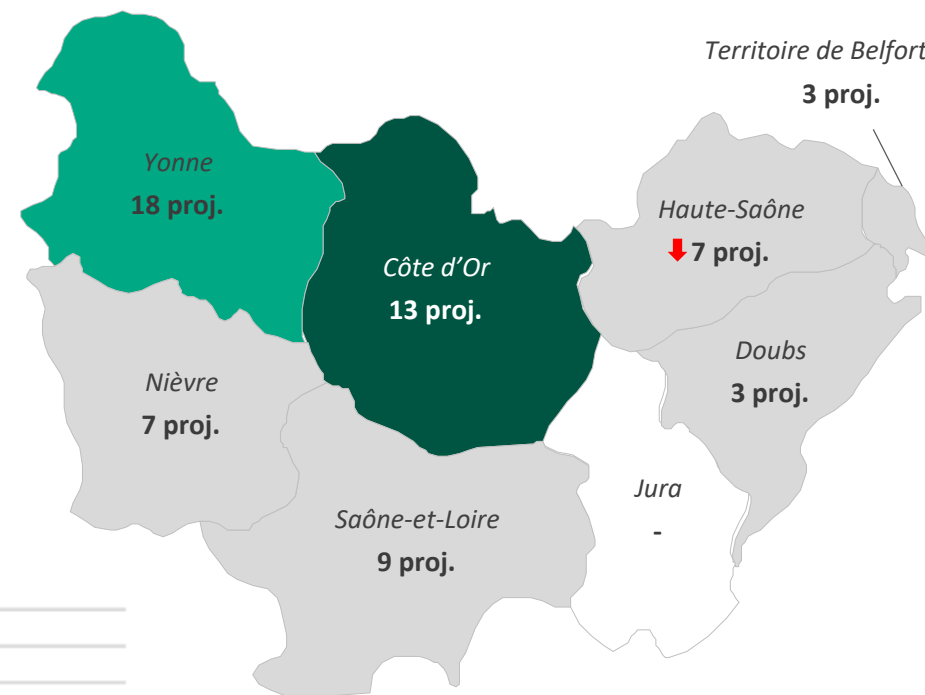 Territoire de Belfort
3 proj.
Yonne
18 proj.
Haute-Saône
7 proj.
Côte d’Or
13 proj.
Doubs
3 proj.
Nièvre
7 proj.
Jura
-
Saône-et-Loire
9 proj.